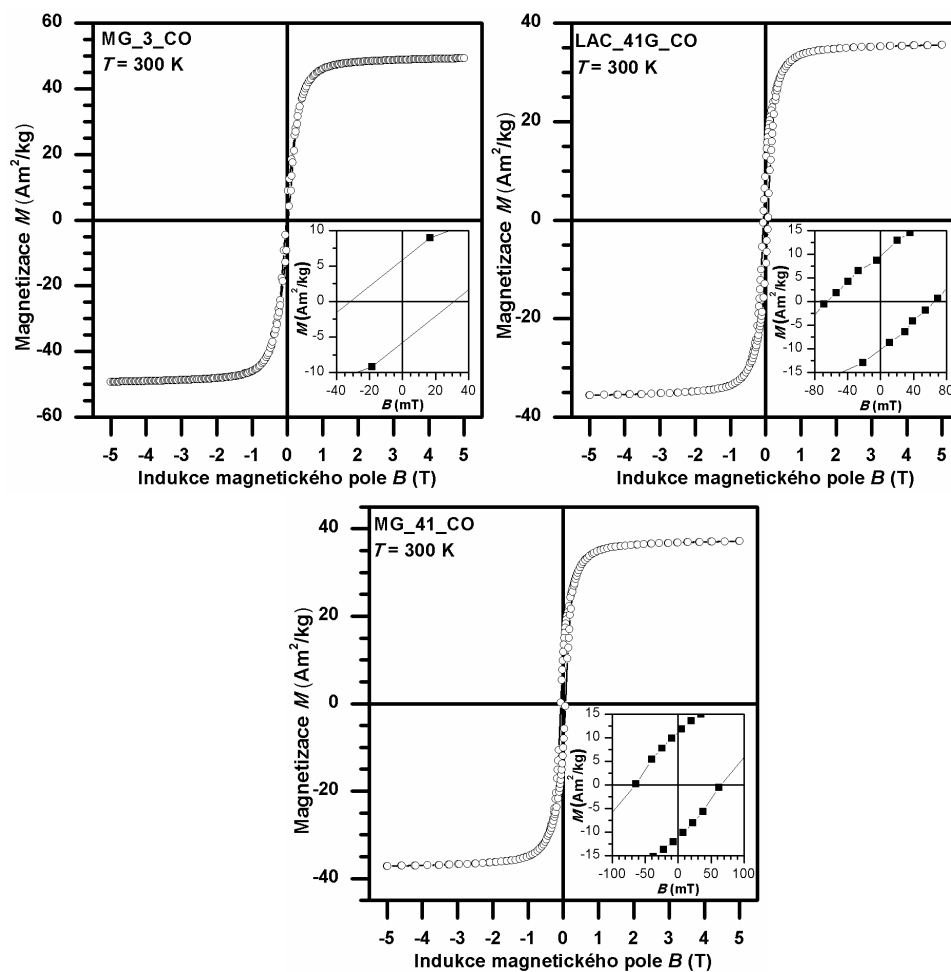 MG_3_CO
T = 300 K
Magnetizace M (Am²/kg)
60
40
20
0
-20
-40
-60
-5 -4 -3 -2 -1 0 1 2 3 4 5
Indukce magnetického pole B (T)
M (Am²/kg)
10
5
0
-5
-10
-40 -20 0 20 40
B (mT)
LAC_41G_CO
T = 300 K
Magnetizace M (Am²/kg)
40
20
0
-20
-40
-5 -4 -3 -2 -1 0 1 2 3 4 5
Indukce magnetického pole B (T)
M (Am²/kg)
15
10
5
0
-5
-10
-15
-80 -40 0 40 80
B (mT)
MG_41_CO
T = 300 K
Magnetizace M (Am²/kg)
40
20
0
-20
-40
-5 -4 -3 -2 -1 0 1 2 3 4 5
Indukce magnetického pole B (T)
M (Am²/kg)
15
10
5
0
-5
-10
-15
-100 -50 0 50 100
B (mT)